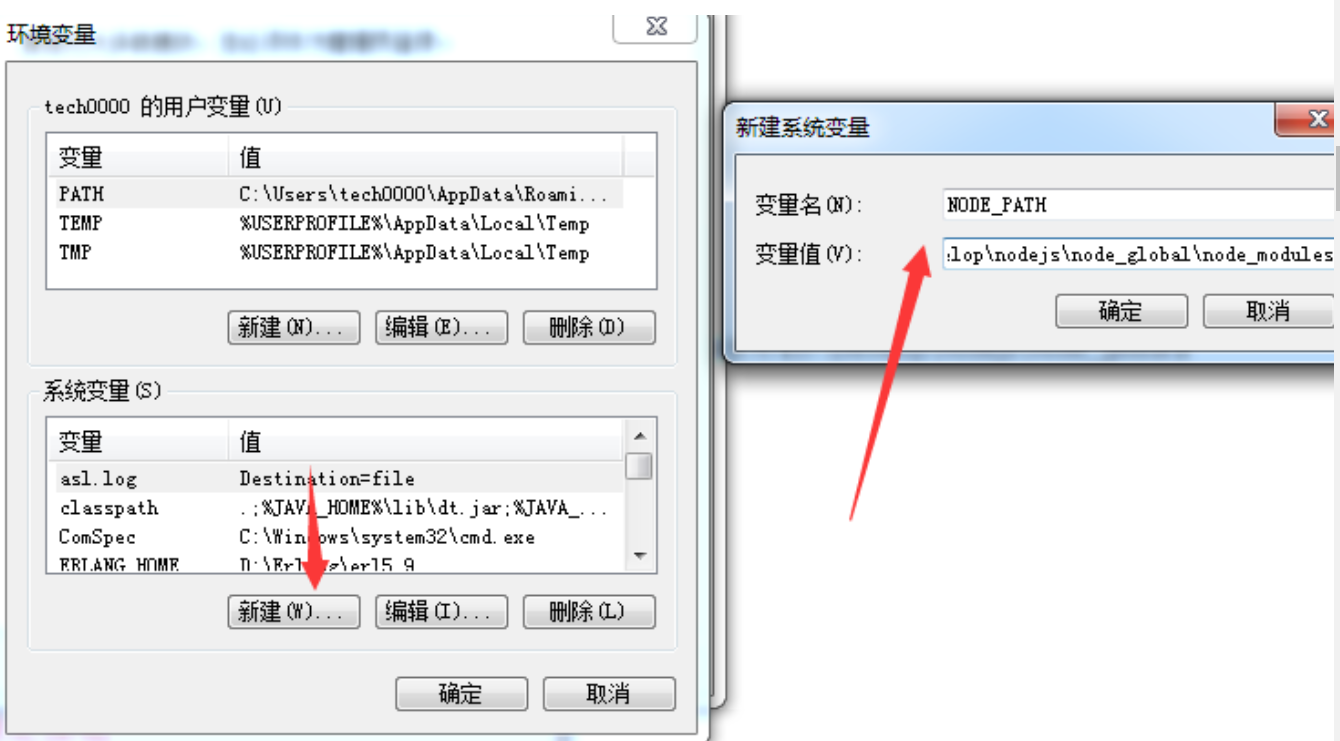 环境变量
tech0000 的用户变量(U)
变量 值
PATH C:\Users\tech0000\AppData\Roami...
TEMP %USERPROFILE%\AppData\Local\Temp
TMP %USERPROFILE%\AppData\Local\Temp
新建(N)... 编辑(E)... 删除(D)
系统变量(S)
变量 值
asl.log Destination=file
classpath .;%JAVA_HOME%\lib\dt.jar;%JAVA_...
ComSpec C:\Windows\system32\cmd.exe
ERLANG_HOME D:\Erlang\erl5.9
新建(W)... 编辑(I)... 删除(L)
确定 取消
新建系统变量
变量名(N): NODE_PATH
变量值(V): lop\nodejs\node_global\node_modules
确定 取消